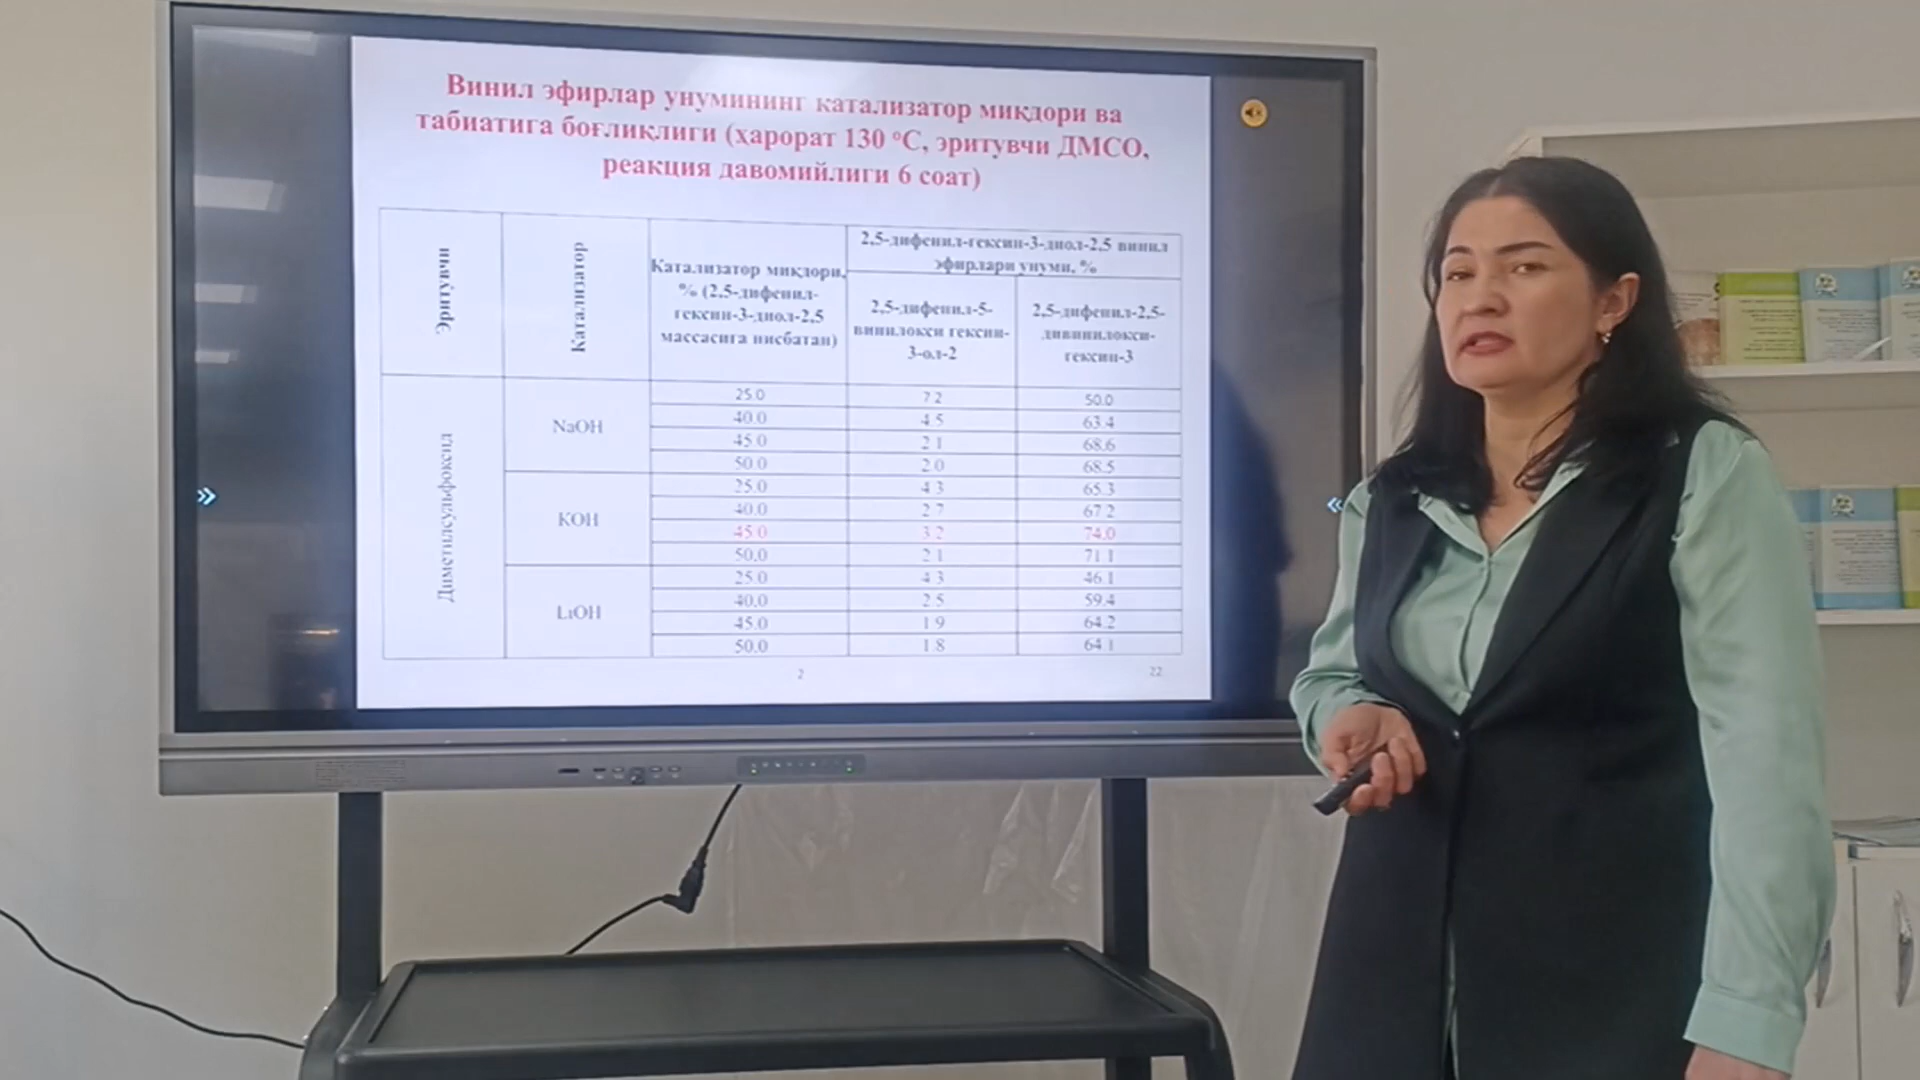 Винил эфирлар унумининг катализатор миқдори ва
табиатига боғлиқлиги (ҳарорат 130 °С, эритувчи ДМСО,
реакция давомийлиги 6 соат)
Эритувчи
Катализатор
Катализатор миқдори,
% (2,5-дифенил-
гексин-3-диол-2,5
массасига нисбатан)
2,5-дифенил-гексин-3-диол-2,5 винил
эфирлари унуми, %
2,5-дифенил-5-
винилокси гексин-
3-ол-2
2,5-дифенил-2,5-
дивинилокси-
гексин-3
Диметилсульфоксид
NaOH
25.0 7.2 50.0
40.0 4.5 63.4
45.0 2.1 68.6
50.0 2.0 68.5
KOH
25.0 4.3 65.3
40.0 2.7 67.2
45.0 3.2 74.0
50.0 2.1 71.1
LiOH
25.0 4.3 46.1
40.0 2.5 59.4
45.0 1.9 64.2
50.0 1.8 64.1
2 22